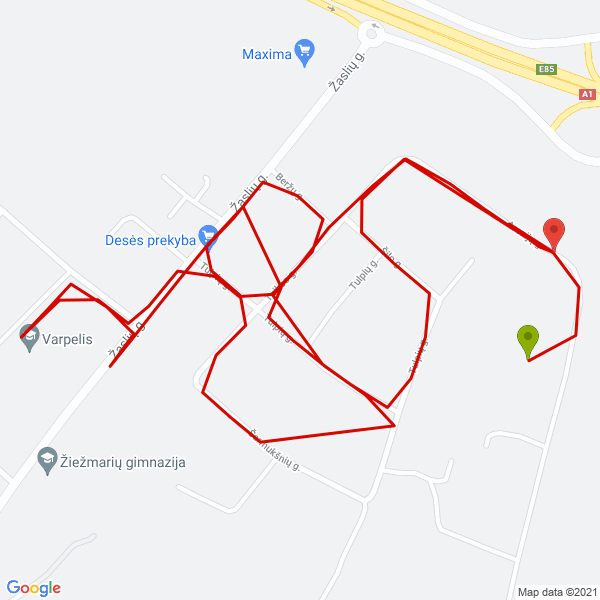 Maxima
Žaslių g.
E85
A1
Beržų g.
Žaslių g.
Desės prekyba
Tulpių g.
Tulpių g.
Tulpių g.
Tulpių g.
Žaslių g.
Varpelis
Žiežmarių gimnazija
Google
Map data ©2021